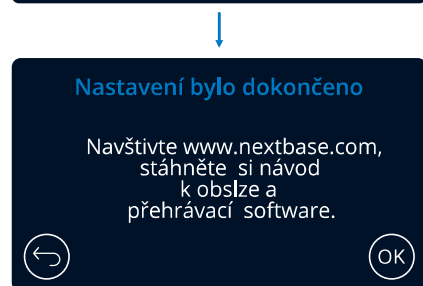 Nastavení bylo dokončeno
Navštivte www.nextbase.com,
stáhněte si návod
k obslze a
přehrávací software.
OK